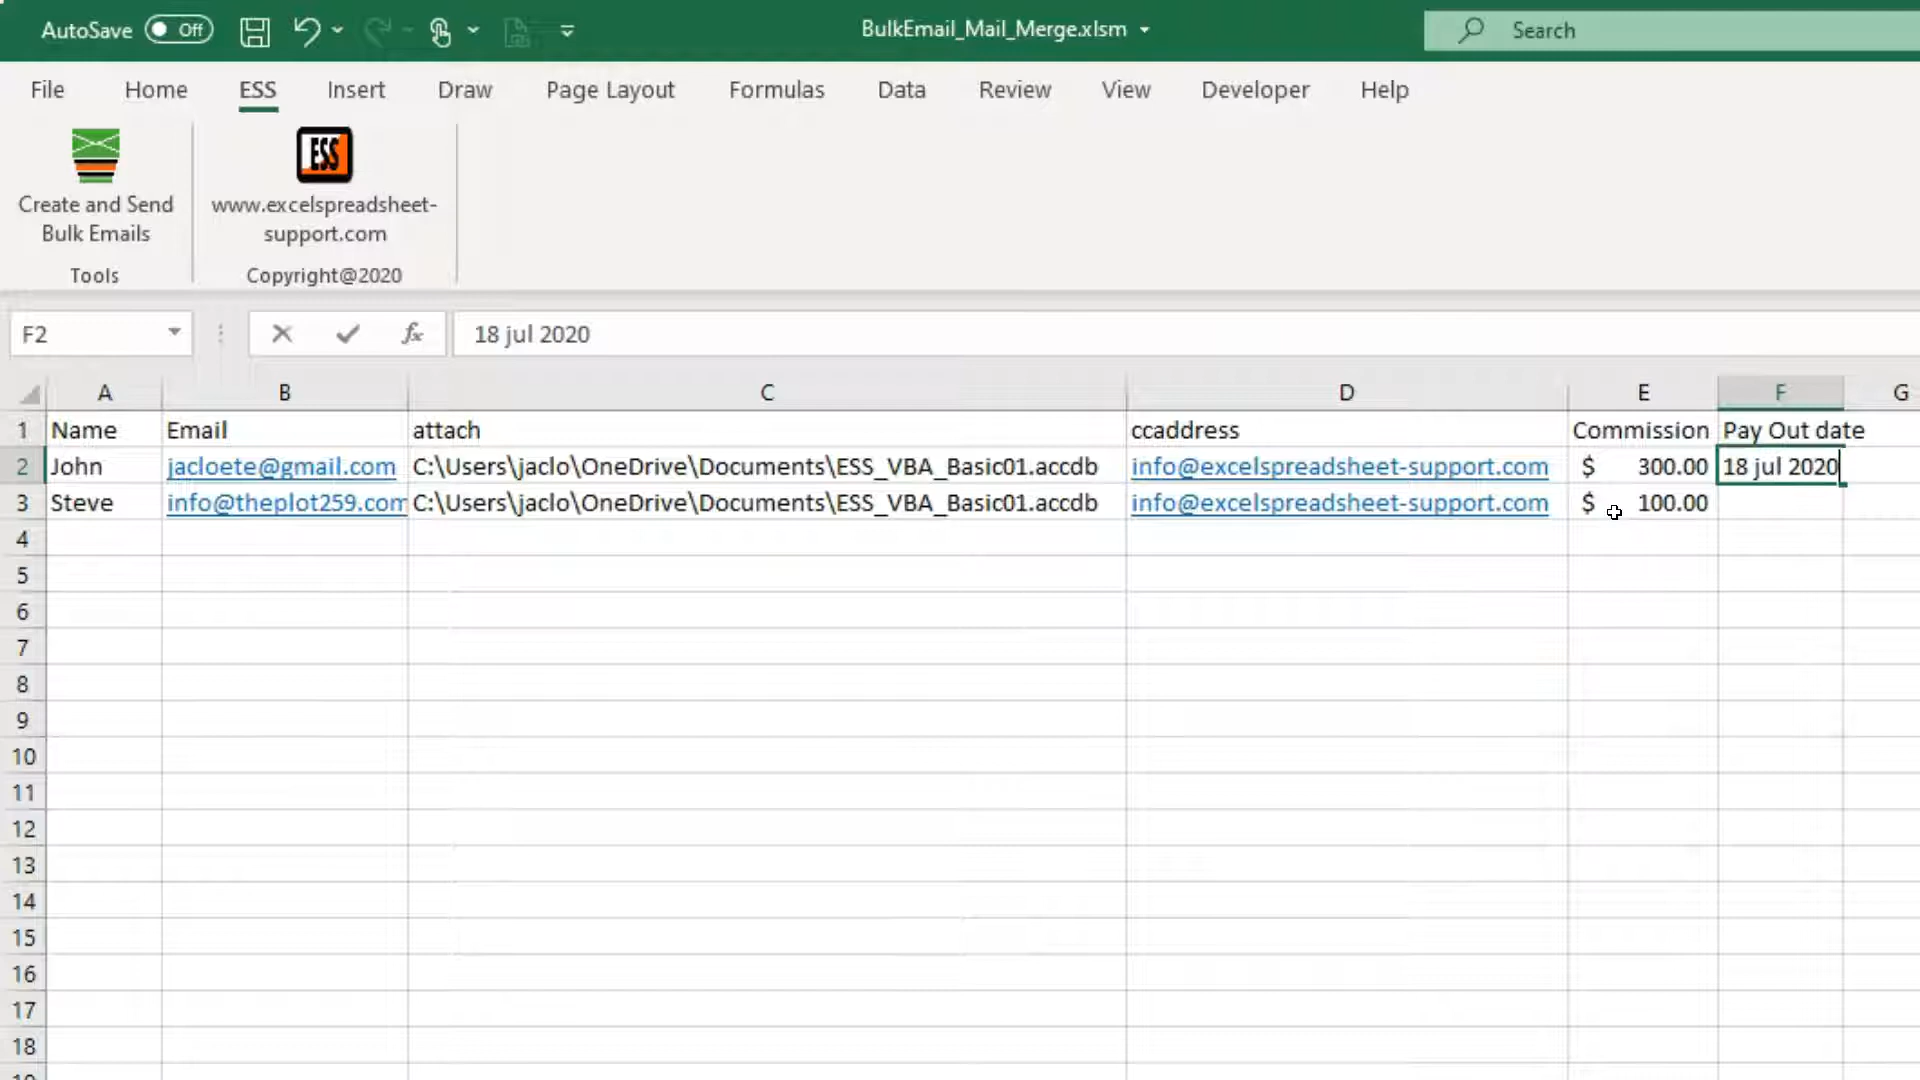 AutoSave Off BulkEmail_Mail_Merge.xlsm Search
File Home ESS Insert Draw Page Layout Formulas Data Review View Developer Help
ESS
Create and Send www.excelspreadsheet-
Bulk Emails support.com
Tools Copyright@2020
F2 fx 18 jul 2020
A B C D E F G
1 Name Email attach ccaddress Commission Pay Out date
2 John jacloete@gmail.com C:\Users\jaclo\OneDrive\Documents\ESS_VBA_Basic01.accdb info@excelspreadsheet-support.com $ 300.00 18 jul 2020
3 Steve info@theplot259.com C:\Users\jaclo\OneDrive\Documents\ESS_VBA_Basic01.accdb info@excelspreadsheet-support.com $ 100.00
4
5
6
7
8
9
10
11
12
13
14
15
16
17
18